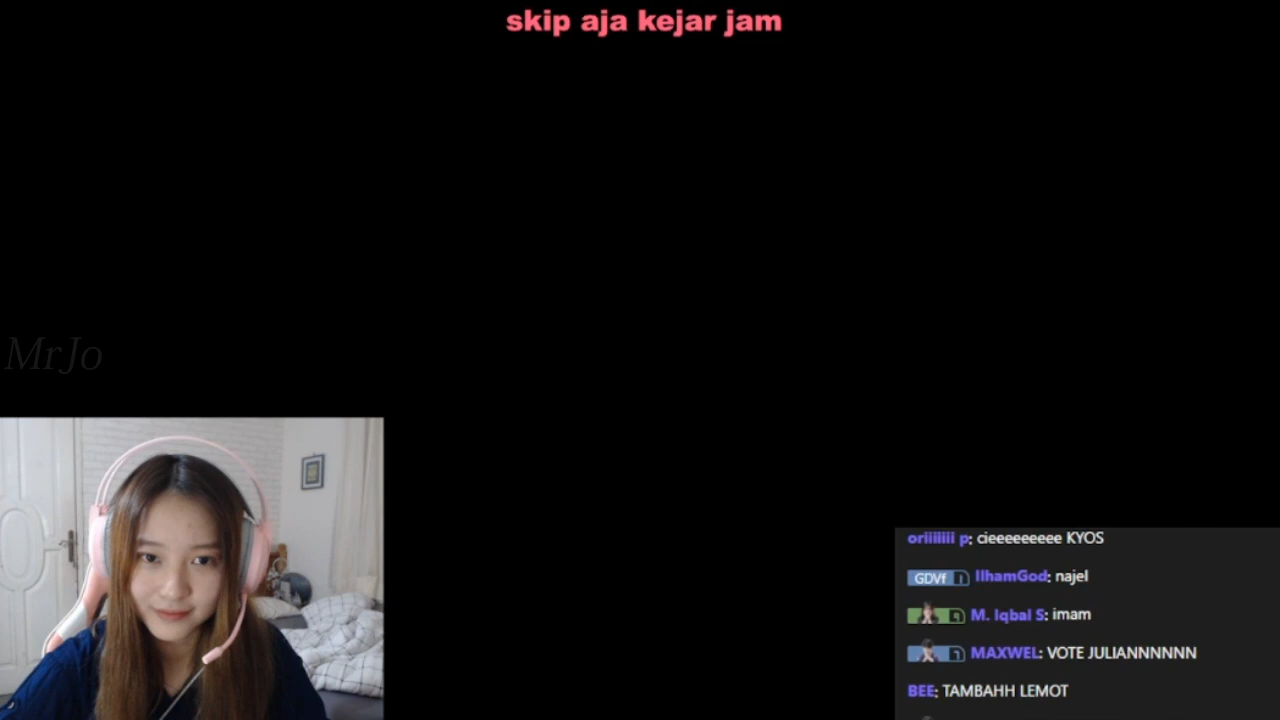 skip aja kejar jam
MrJo
oriiiiiii p: cieeeeeeeee KYOS
GDVf IlhamGod: najel
M. Iqbal S: imam
MAXWEL: VOTE JULIANNNNNN
BEE: TAMBAHH LEMOT